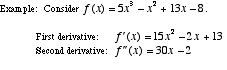 Example: Consider f(x) = 5x³ − x² + 13x − 8.
First derivative: f′(x) = 15x² − 2x + 13
Second derivative: f″(x) = 30x − 2